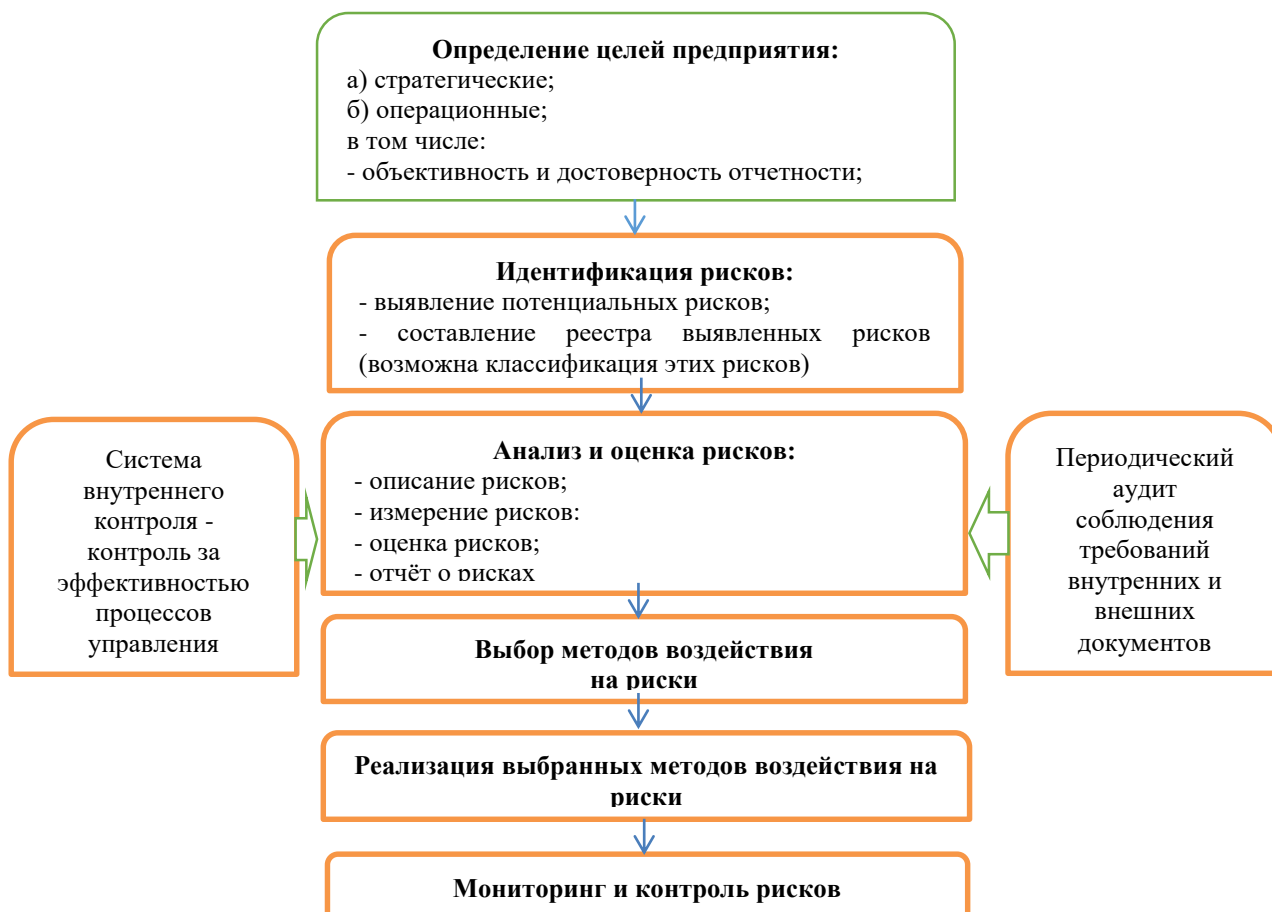 Определение целей предприятия:
а) стратегические;
б) операционные;
в том числе:
- объективность и достоверность отчетности;
Идентификация рисков:
- выявление потенциальных рисков;
- составление реестра выявленных рисков
(возможна классификация этих рисков)
Система
внутреннего
контроля -
контроль за
эффективностью
процессов
управления
Анализ и оценка рисков:
- описание рисков;
- измерение рисков:
- оценка рисков;
- отчёт о рисках
Периодический
аудит
соблюдения
требований
внутренних и
внешних
документов
Выбор методов воздействия
на риски
Реализация выбранных методов воздействия на
риски
Мониторинг и контроль рисков